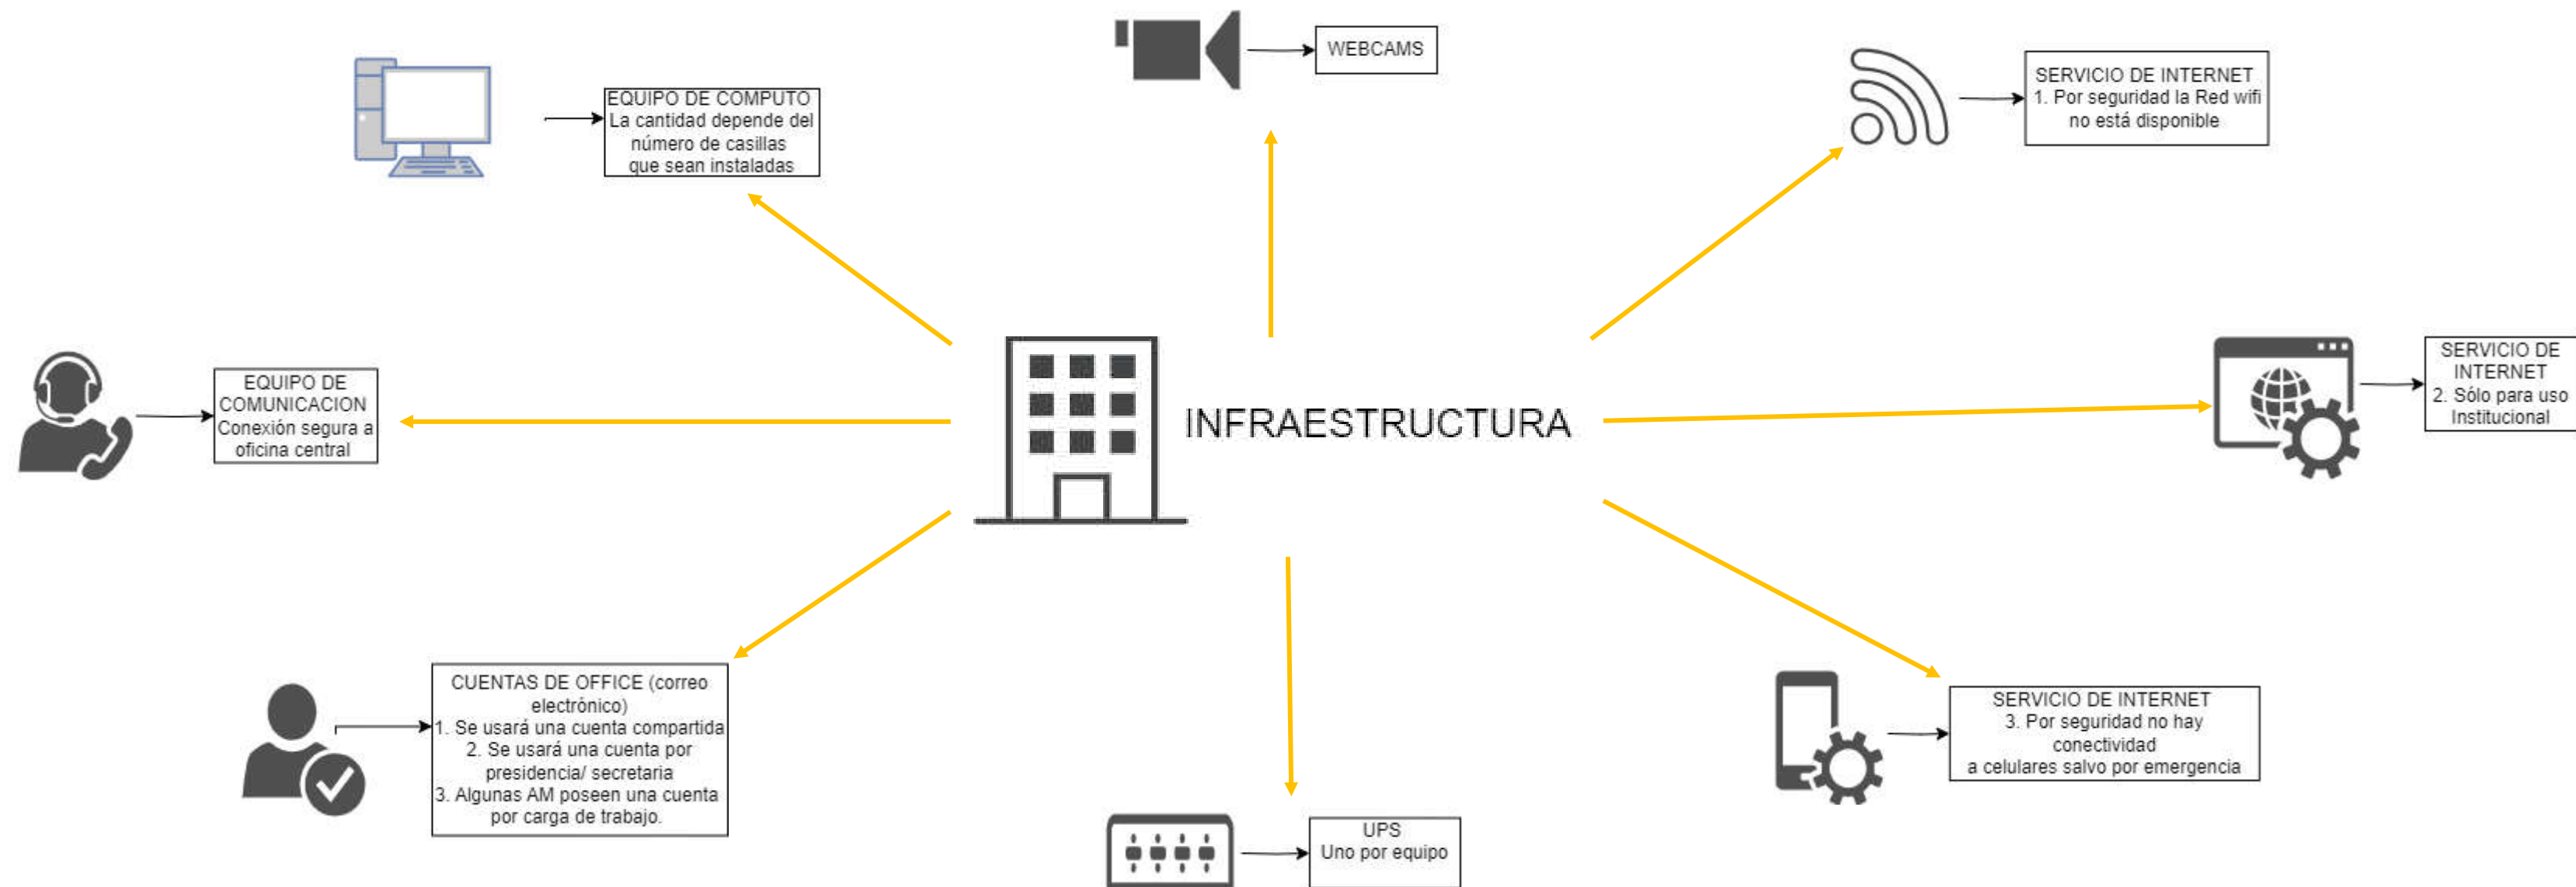 WEBCAMS
SERVICIO DE INTERNET
1. Por seguridad la Red wifi
no está disponible
EQUIPO DE COMPUTO
La cantidad depende del
número de casillas
que sean instaladas
SERVICIO DE
INTERNET
2. Sólo para uso
Institucional
EQUIPO DE
COMUNICACION
Conexión segura a
oficina central
INFRAESTRUCTURA
CUENTAS DE OFFICE (correo
electrónico)
1. Se usará una cuenta compartida
2. Se usará una cuenta por
presidencia/ secretaria
3. Algunas AM poseen una cuenta
por carga de trabajo.
SERVICIO DE INTERNET
3. Por seguridad no hay
conectividad
a celulares salvo por emergencia
UPS
Uno por equipo